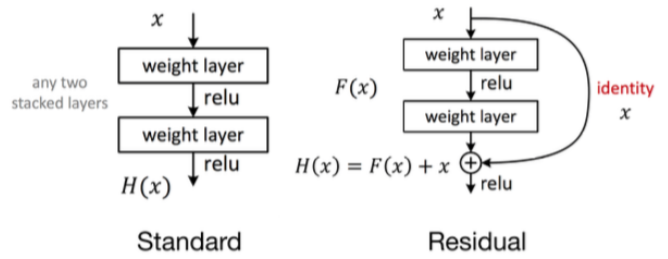 x
weight layer
any two
stacked layers
relu
weight layer
relu
H(x)
Standard
x
weight layer
F(x)
relu
identity
x
weight layer
H(x) = F(x) + x
relu
Residual